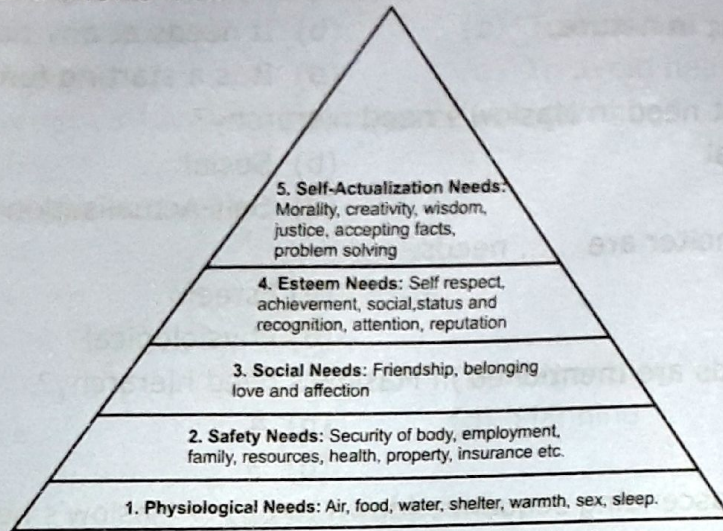 5. Self-Actualization Needs:
Morality, creativity, wisdom,
justice, accepting facts,
problem solving
4. Esteem Needs: Self respect,
achievement, social,status and
recognition, attention, reputation
3. Social Needs: Friendship, belonging
love and affection
2. Safety Needs: Security of body, employment,
family, resources, health, property, insurance etc.
1. Physiological Needs: Air, food, water, shelter, warmth, sex, sleep.